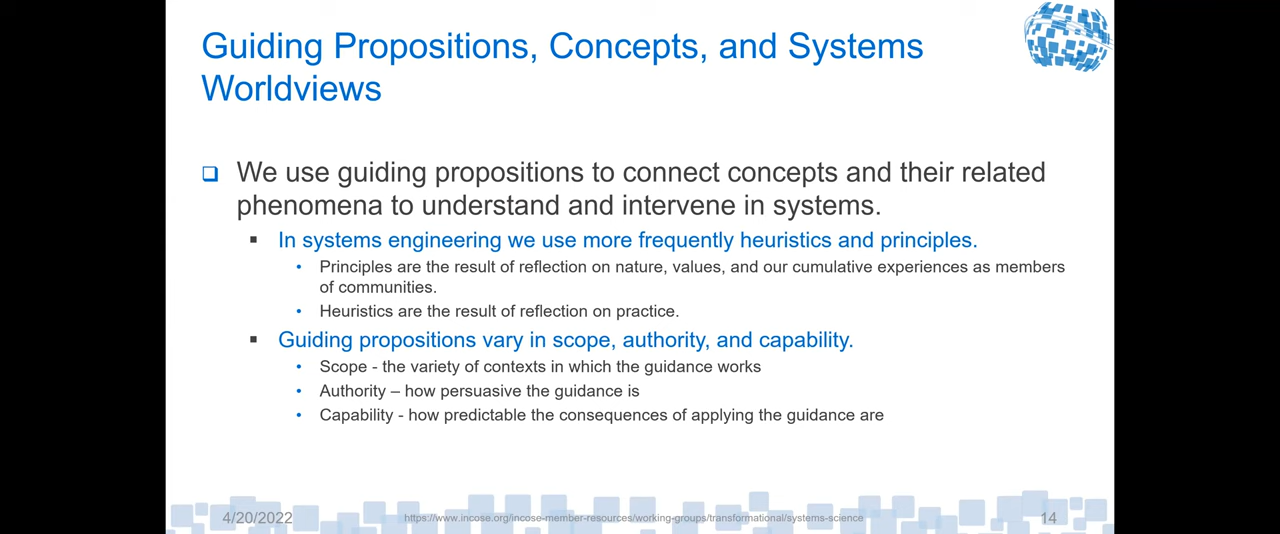 Guiding Propositions, Concepts, and Systems
Worldviews
❑ We use guiding propositions to connect concepts and their related
phenomena to understand and intervene in systems.
▪ In systems engineering we use more frequently heuristics and principles.
• Principles are the result of reflection on nature, values, and our cumulative experiences as members
of communities.
• Heuristics are the result of reflection on practice.
▪ Guiding propositions vary in scope, authority, and capability.
• Scope - the variety of contexts in which the guidance works
• Authority – how persuasive the guidance is
• Capability - how predictable the consequences of applying the guidance are
4/20/2022
https://www.incose.org/incose-member-resources/working-groups/transformational/systems-science
14